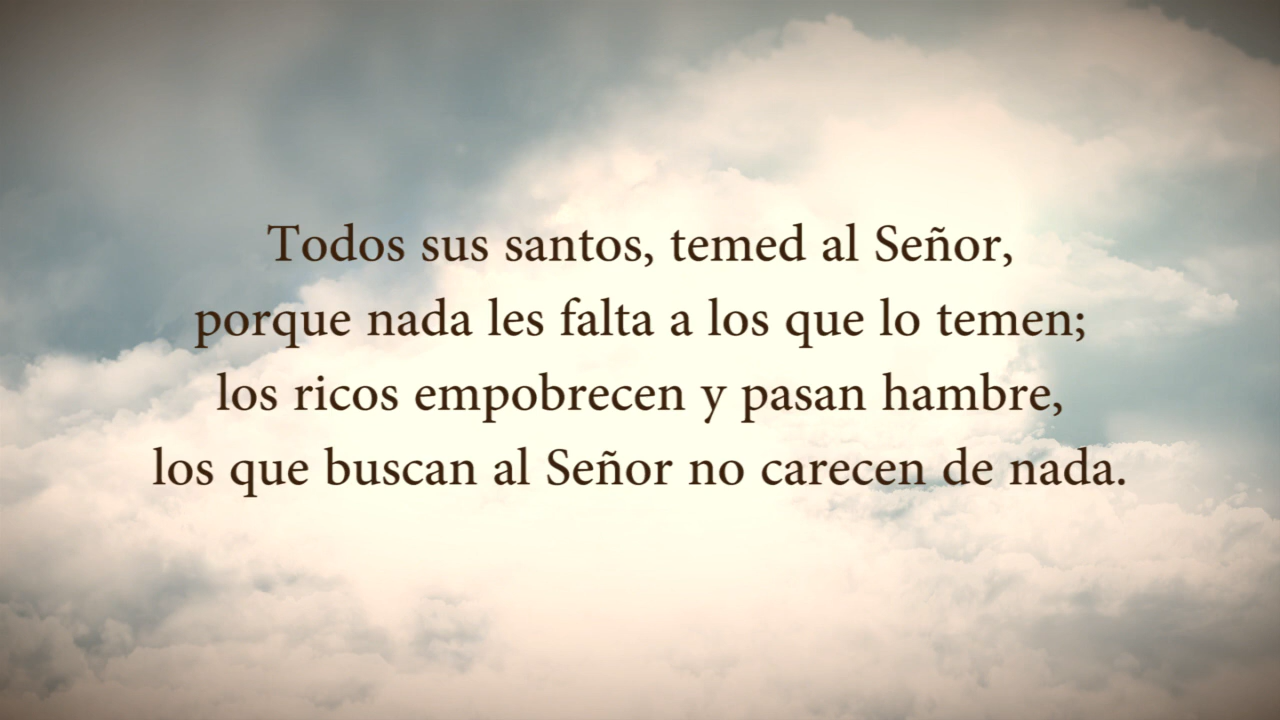 Todos sus santos, temed al Señor,
porque nada les falta a los que lo temen;
los ricos empobrecen y pasan hambre,
los que buscan al Señor no carecen de nada.